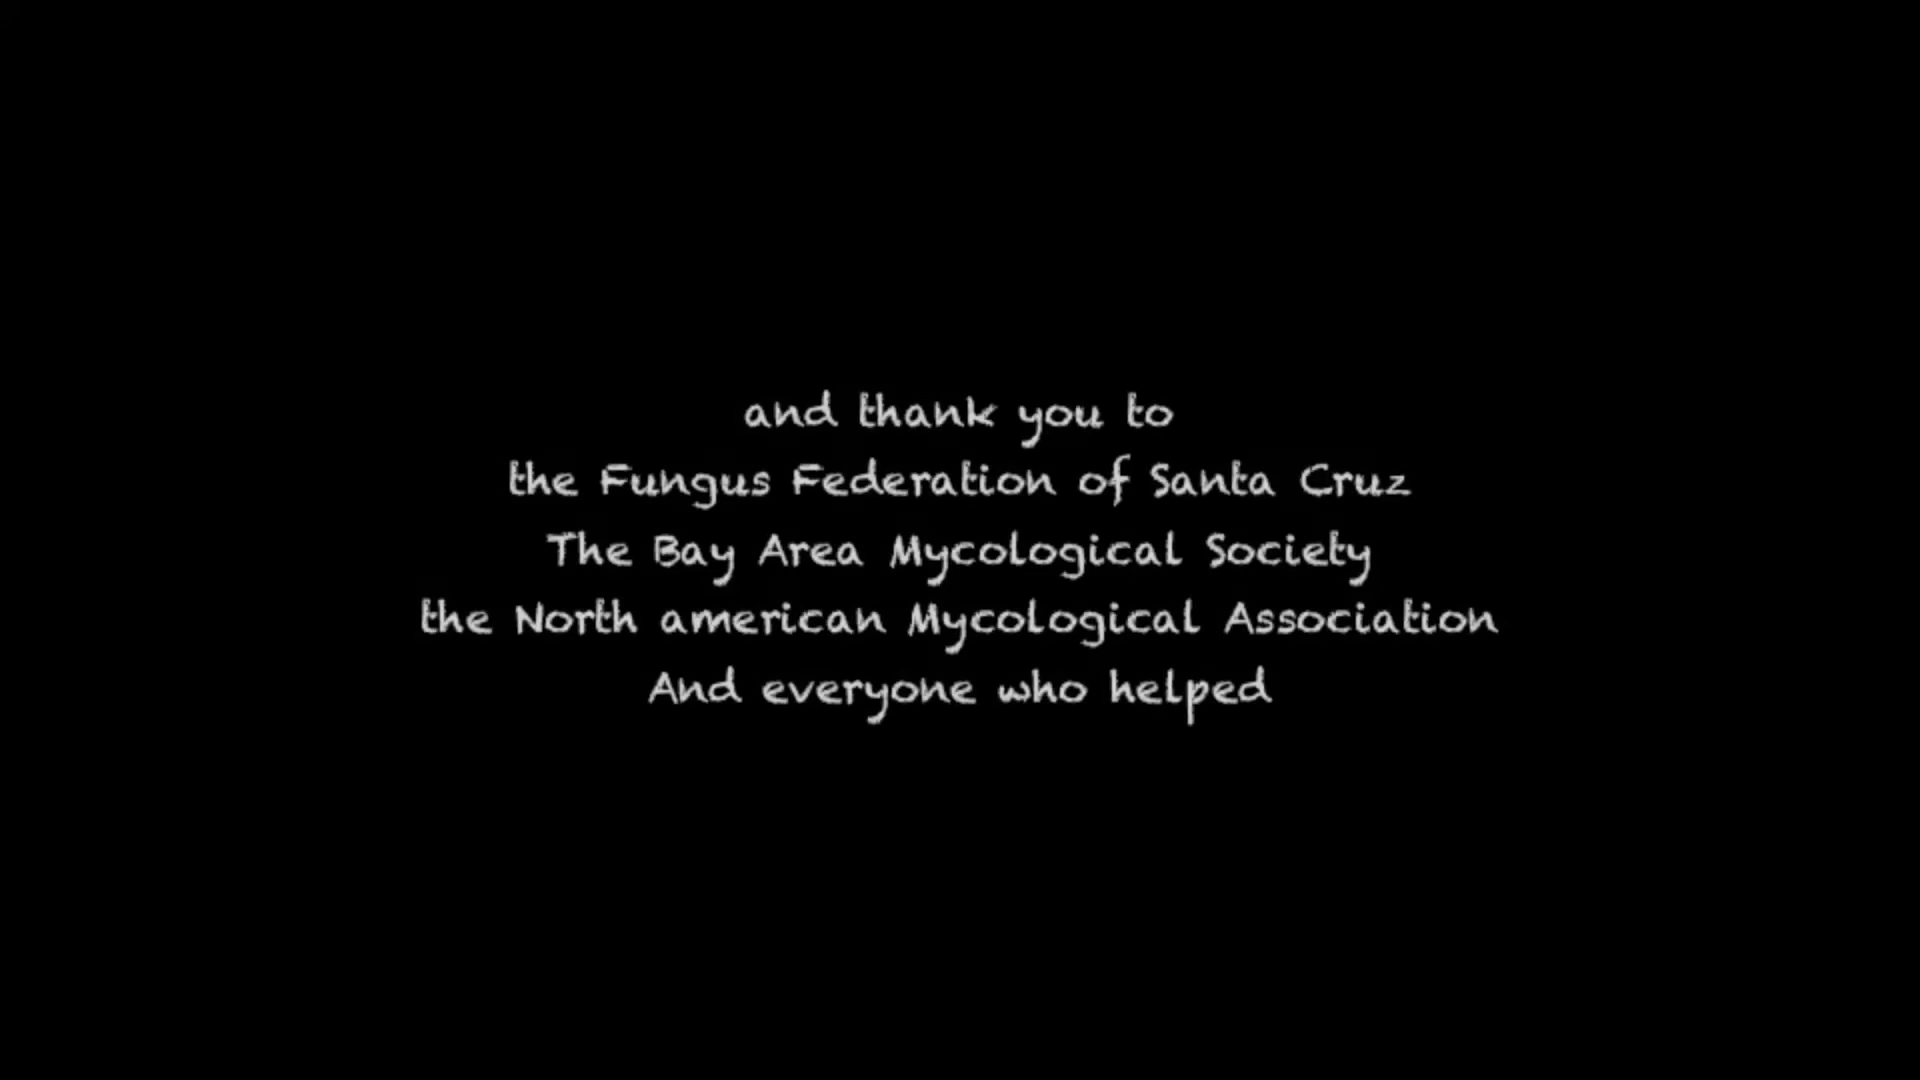 and thank you to
the Fungus Federation of Santa Cruz
The Bay Area Mycological Society
the North american Mycological Association
And everyone who helped